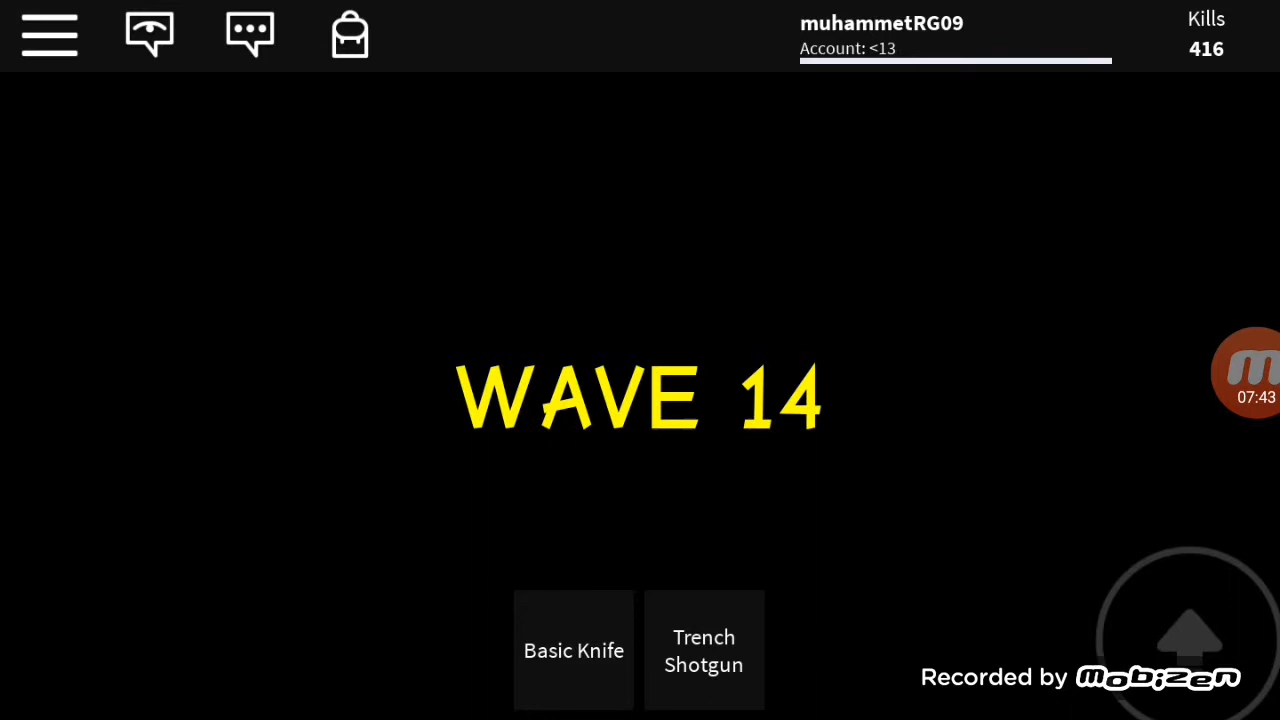 muhammetRG09
Account: <13
Kills
416
WAVE 14
07:43
Basic Knife
Trench
Shotgun
Recorded by mobizen